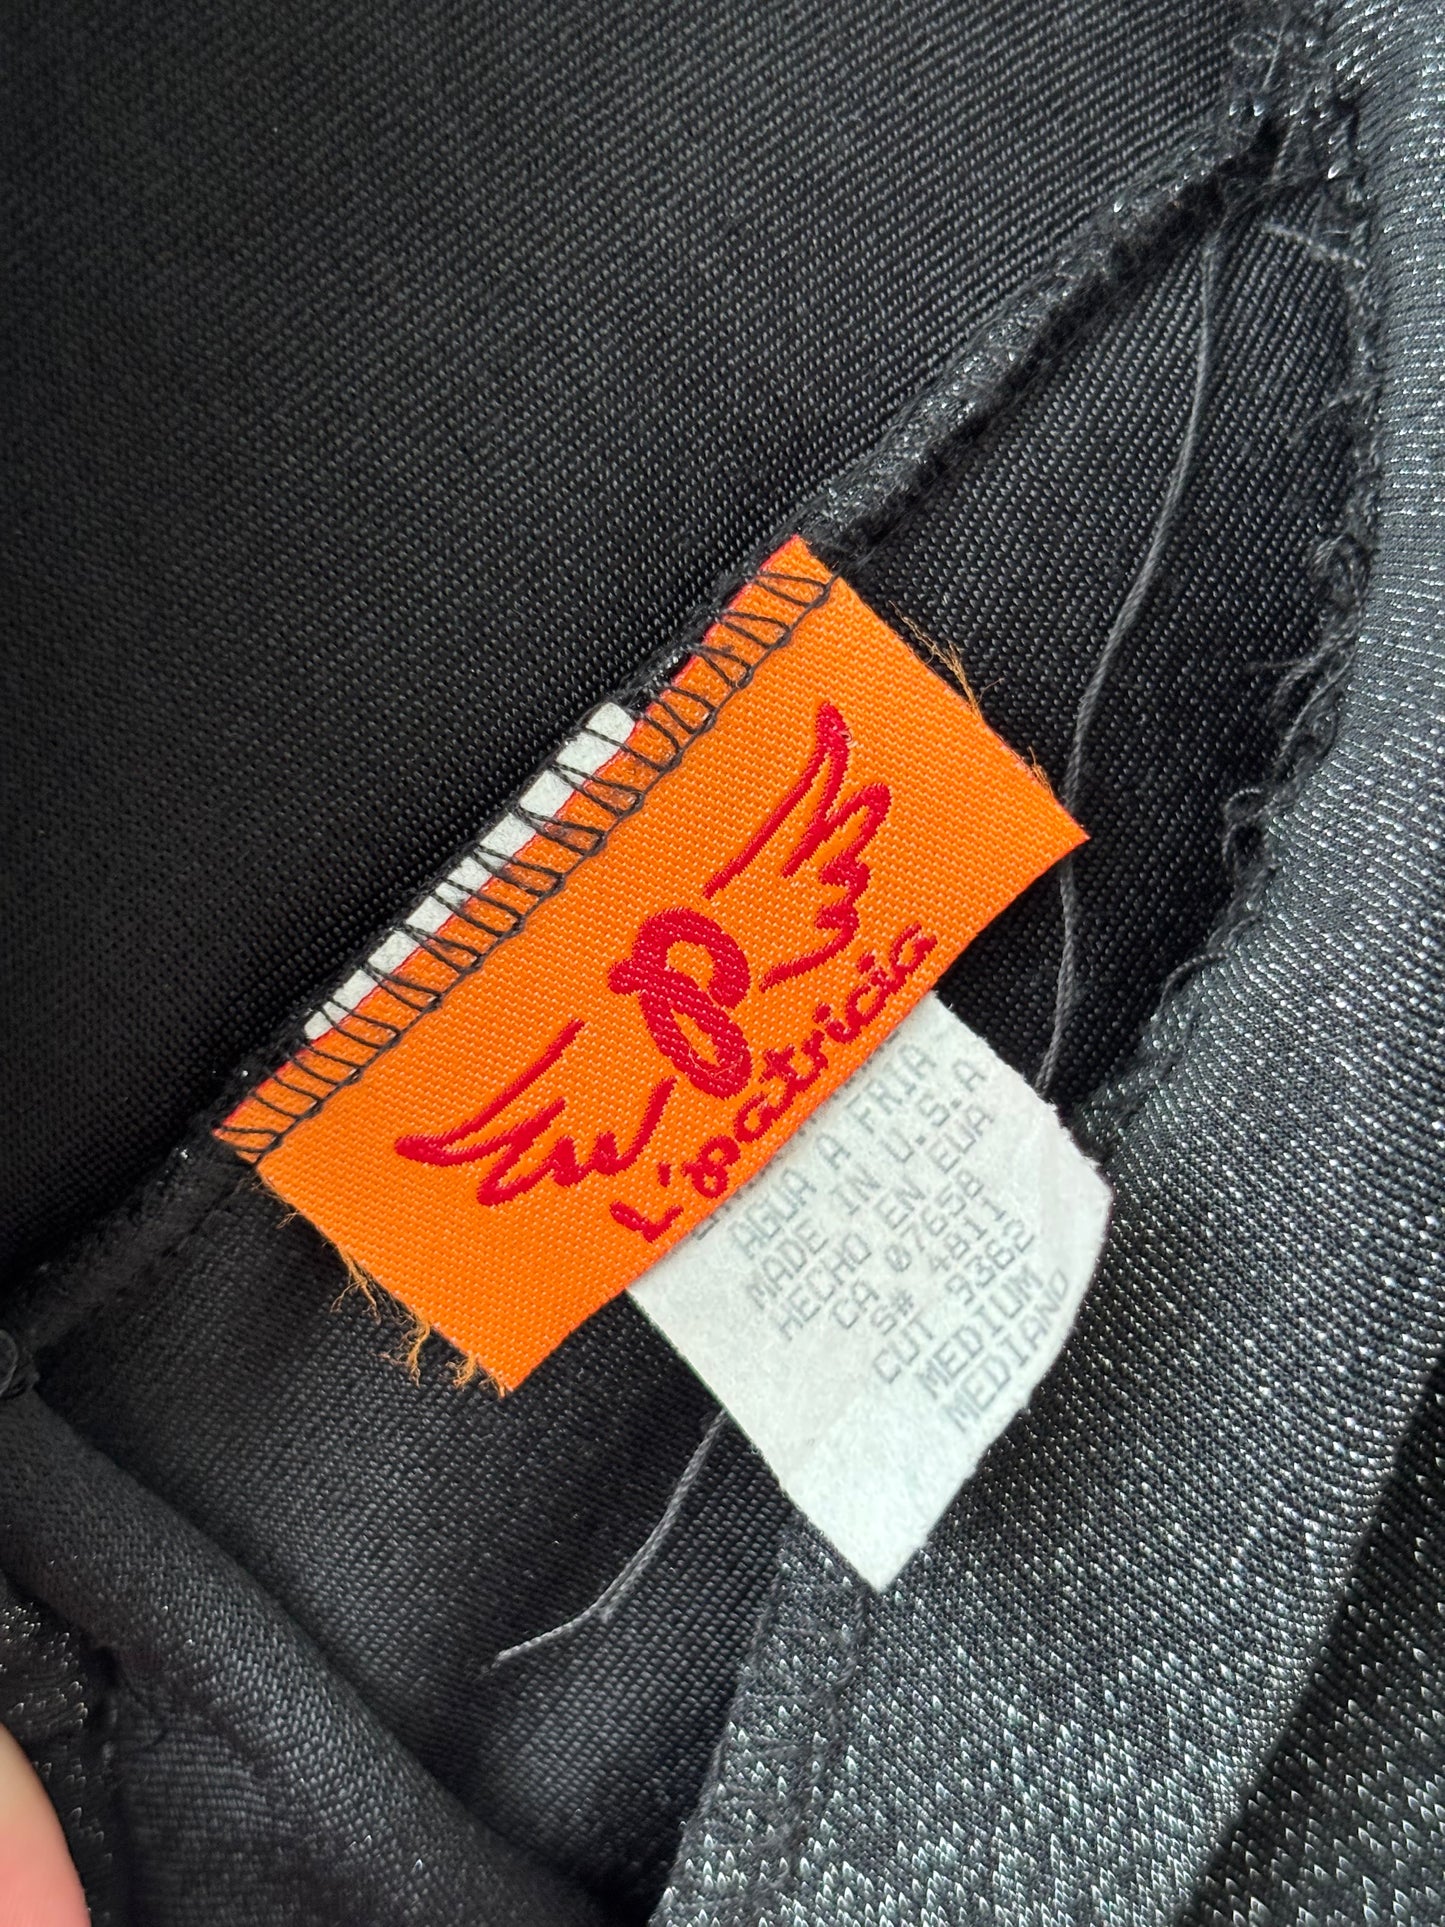 P
L'patricia
AGUA A FRIA
MADE IN U.S.A
HECHO EN EUA
CA 07658
S# 4811
CUT 9362
MEDIUM
MEDIANO